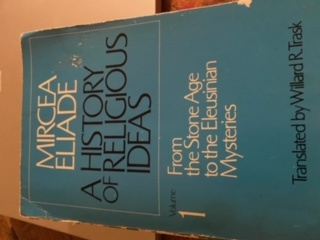 MIRCEA
ELIADE
A HISTORY
OF RELIGIOUS
IDEAS
Volume
1
From
the Stone Age
to the Eleusinian
Mysteries
Translated by Willard R. Trask